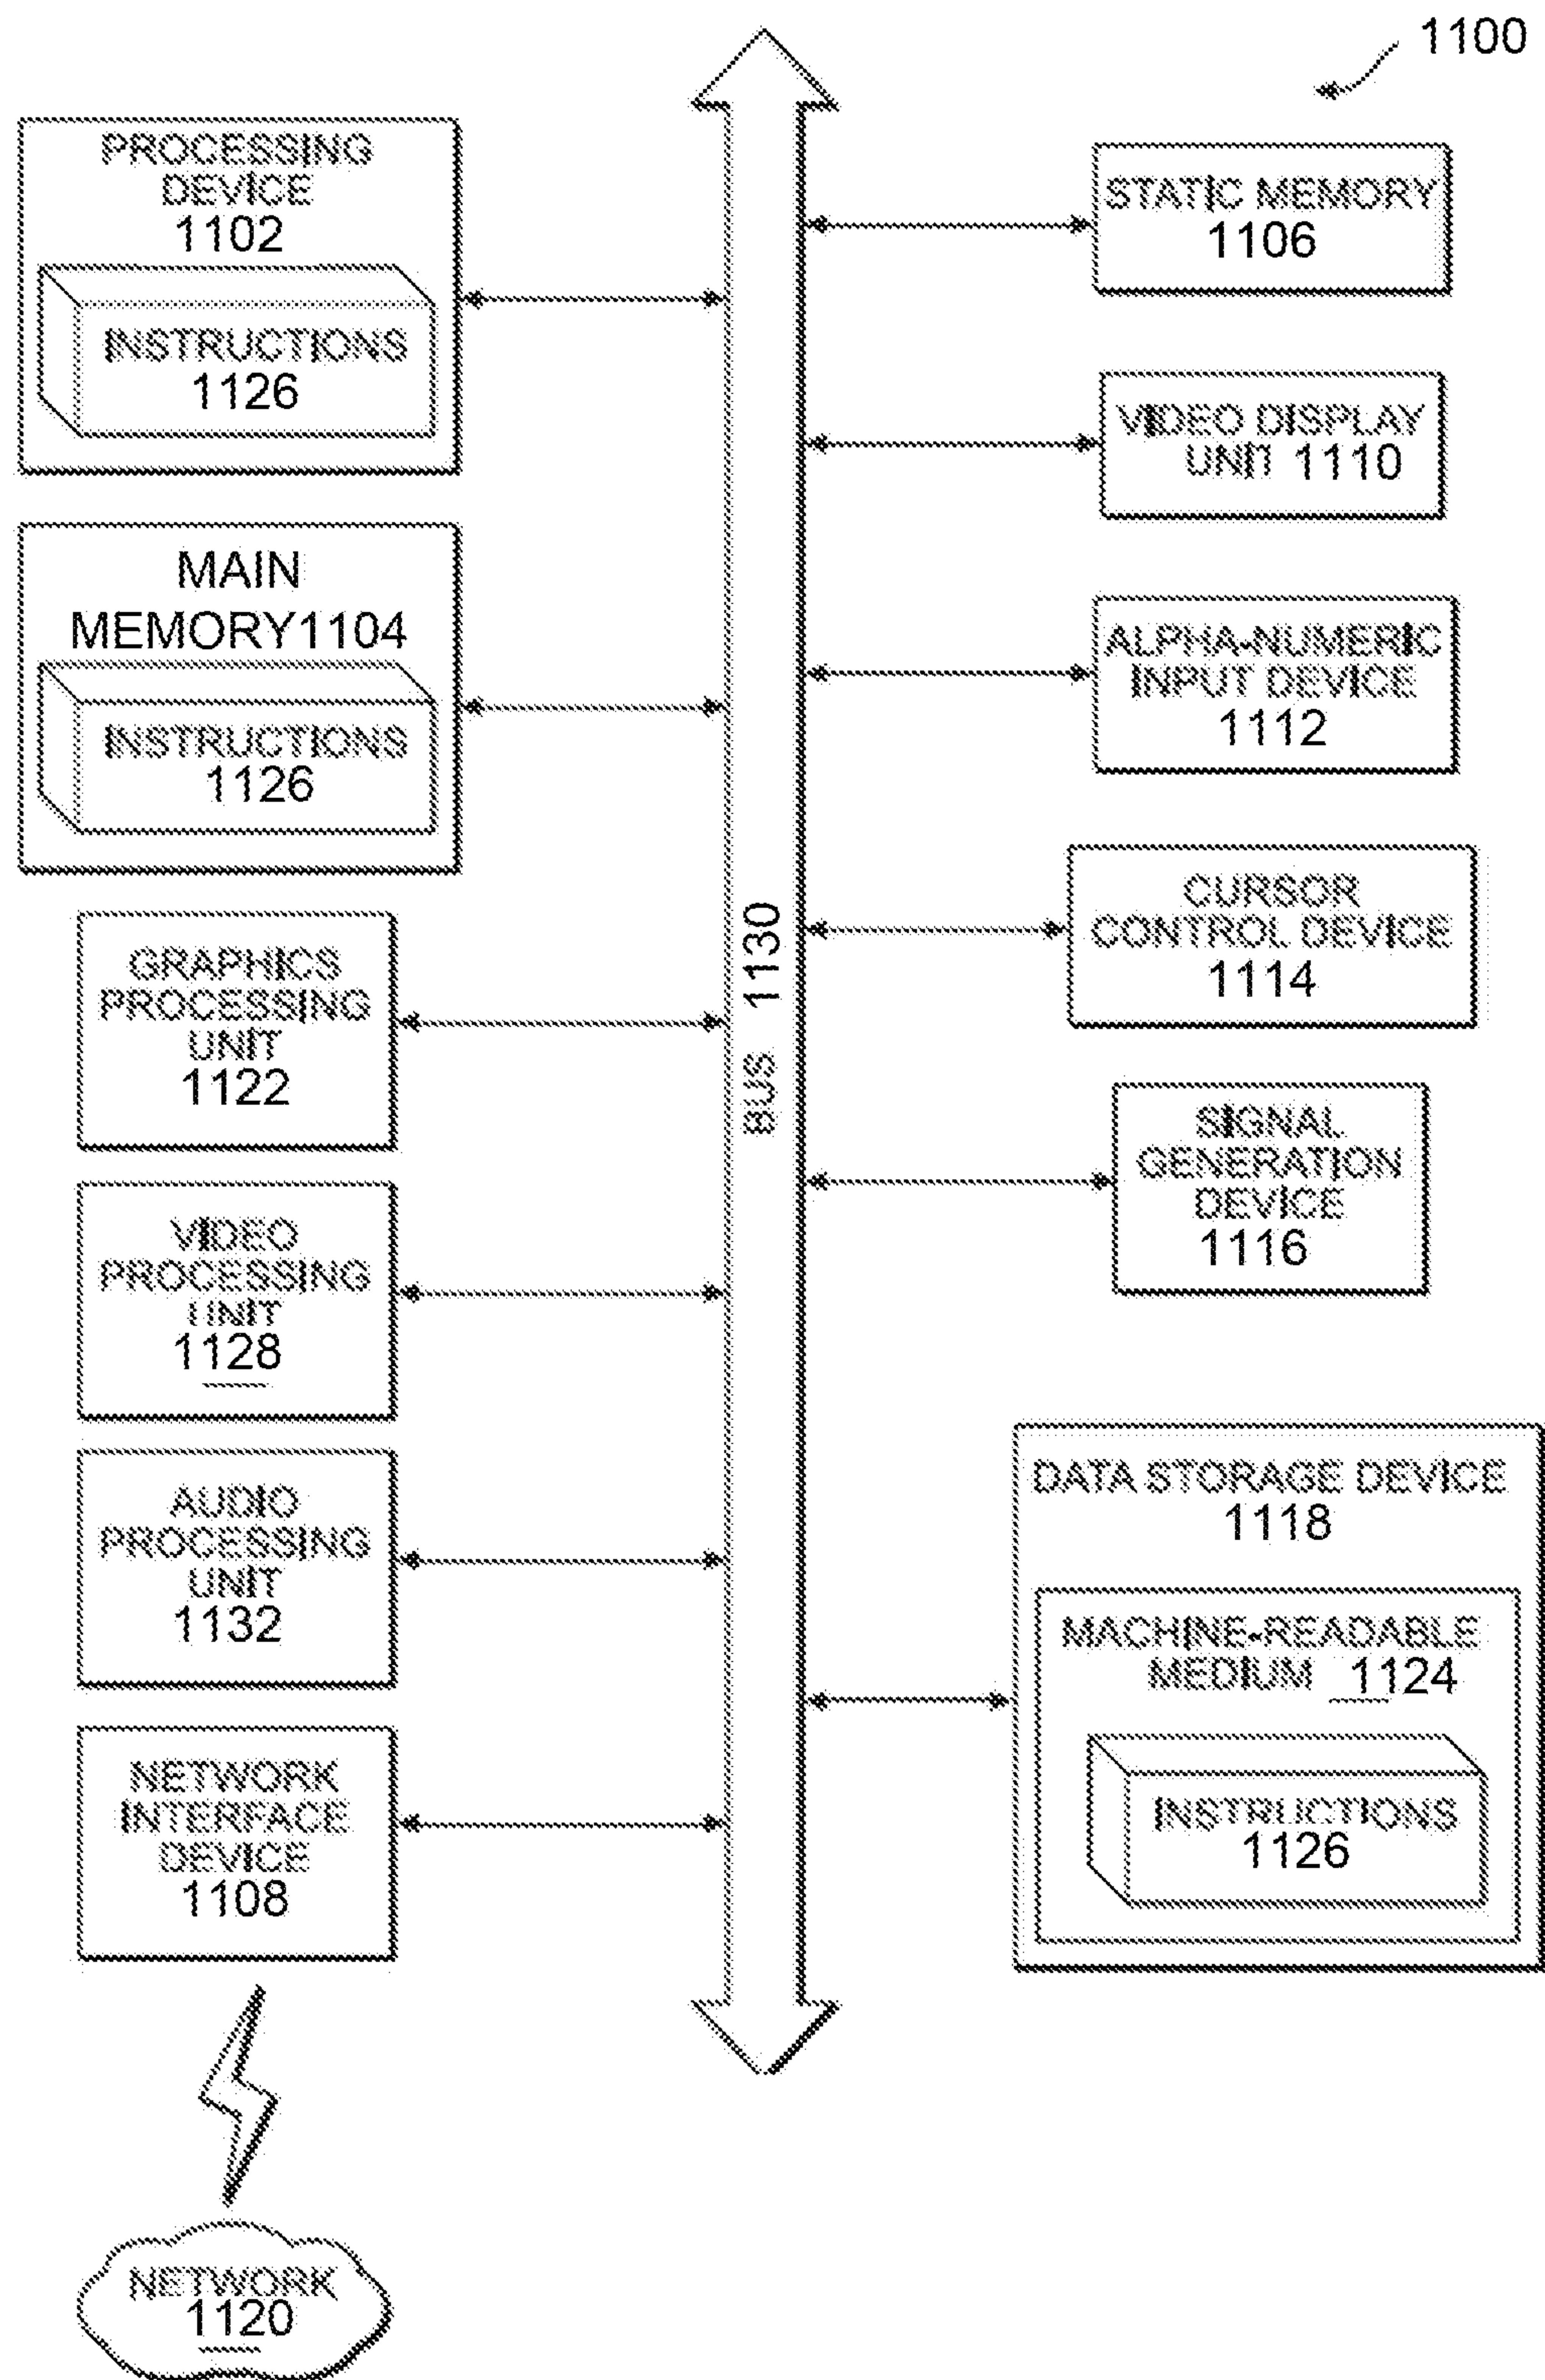 1100
PROCESSING
DEVICE
1102
INSTRUCTIONS
1126
MAIN
MEMORY1104
INSTRUCTIONS
1126
GRAPHICS
PROCESSING
UNIT
1122
VIDEO
PROCESSING
UNIT
1128
AUDIO
PROCESSING
UNIT
1132
NETWORK
INTERFACE
DEVICE
1108
NETWORK
1120
BUS 1130
STATIC MEMORY
1106
VIDEO DISPLAY
UNIT 1110
ALPHA-NUMERIC
INPUT DEVICE
1112
CURSOR
CONTROL DEVICE
1114
SIGNAL
GENERATION
DEVICE
1116
DATA STORAGE DEVICE
1118
MACHINE-READABLE
MEDIUM 1124
INSTRUCTIONS
1126